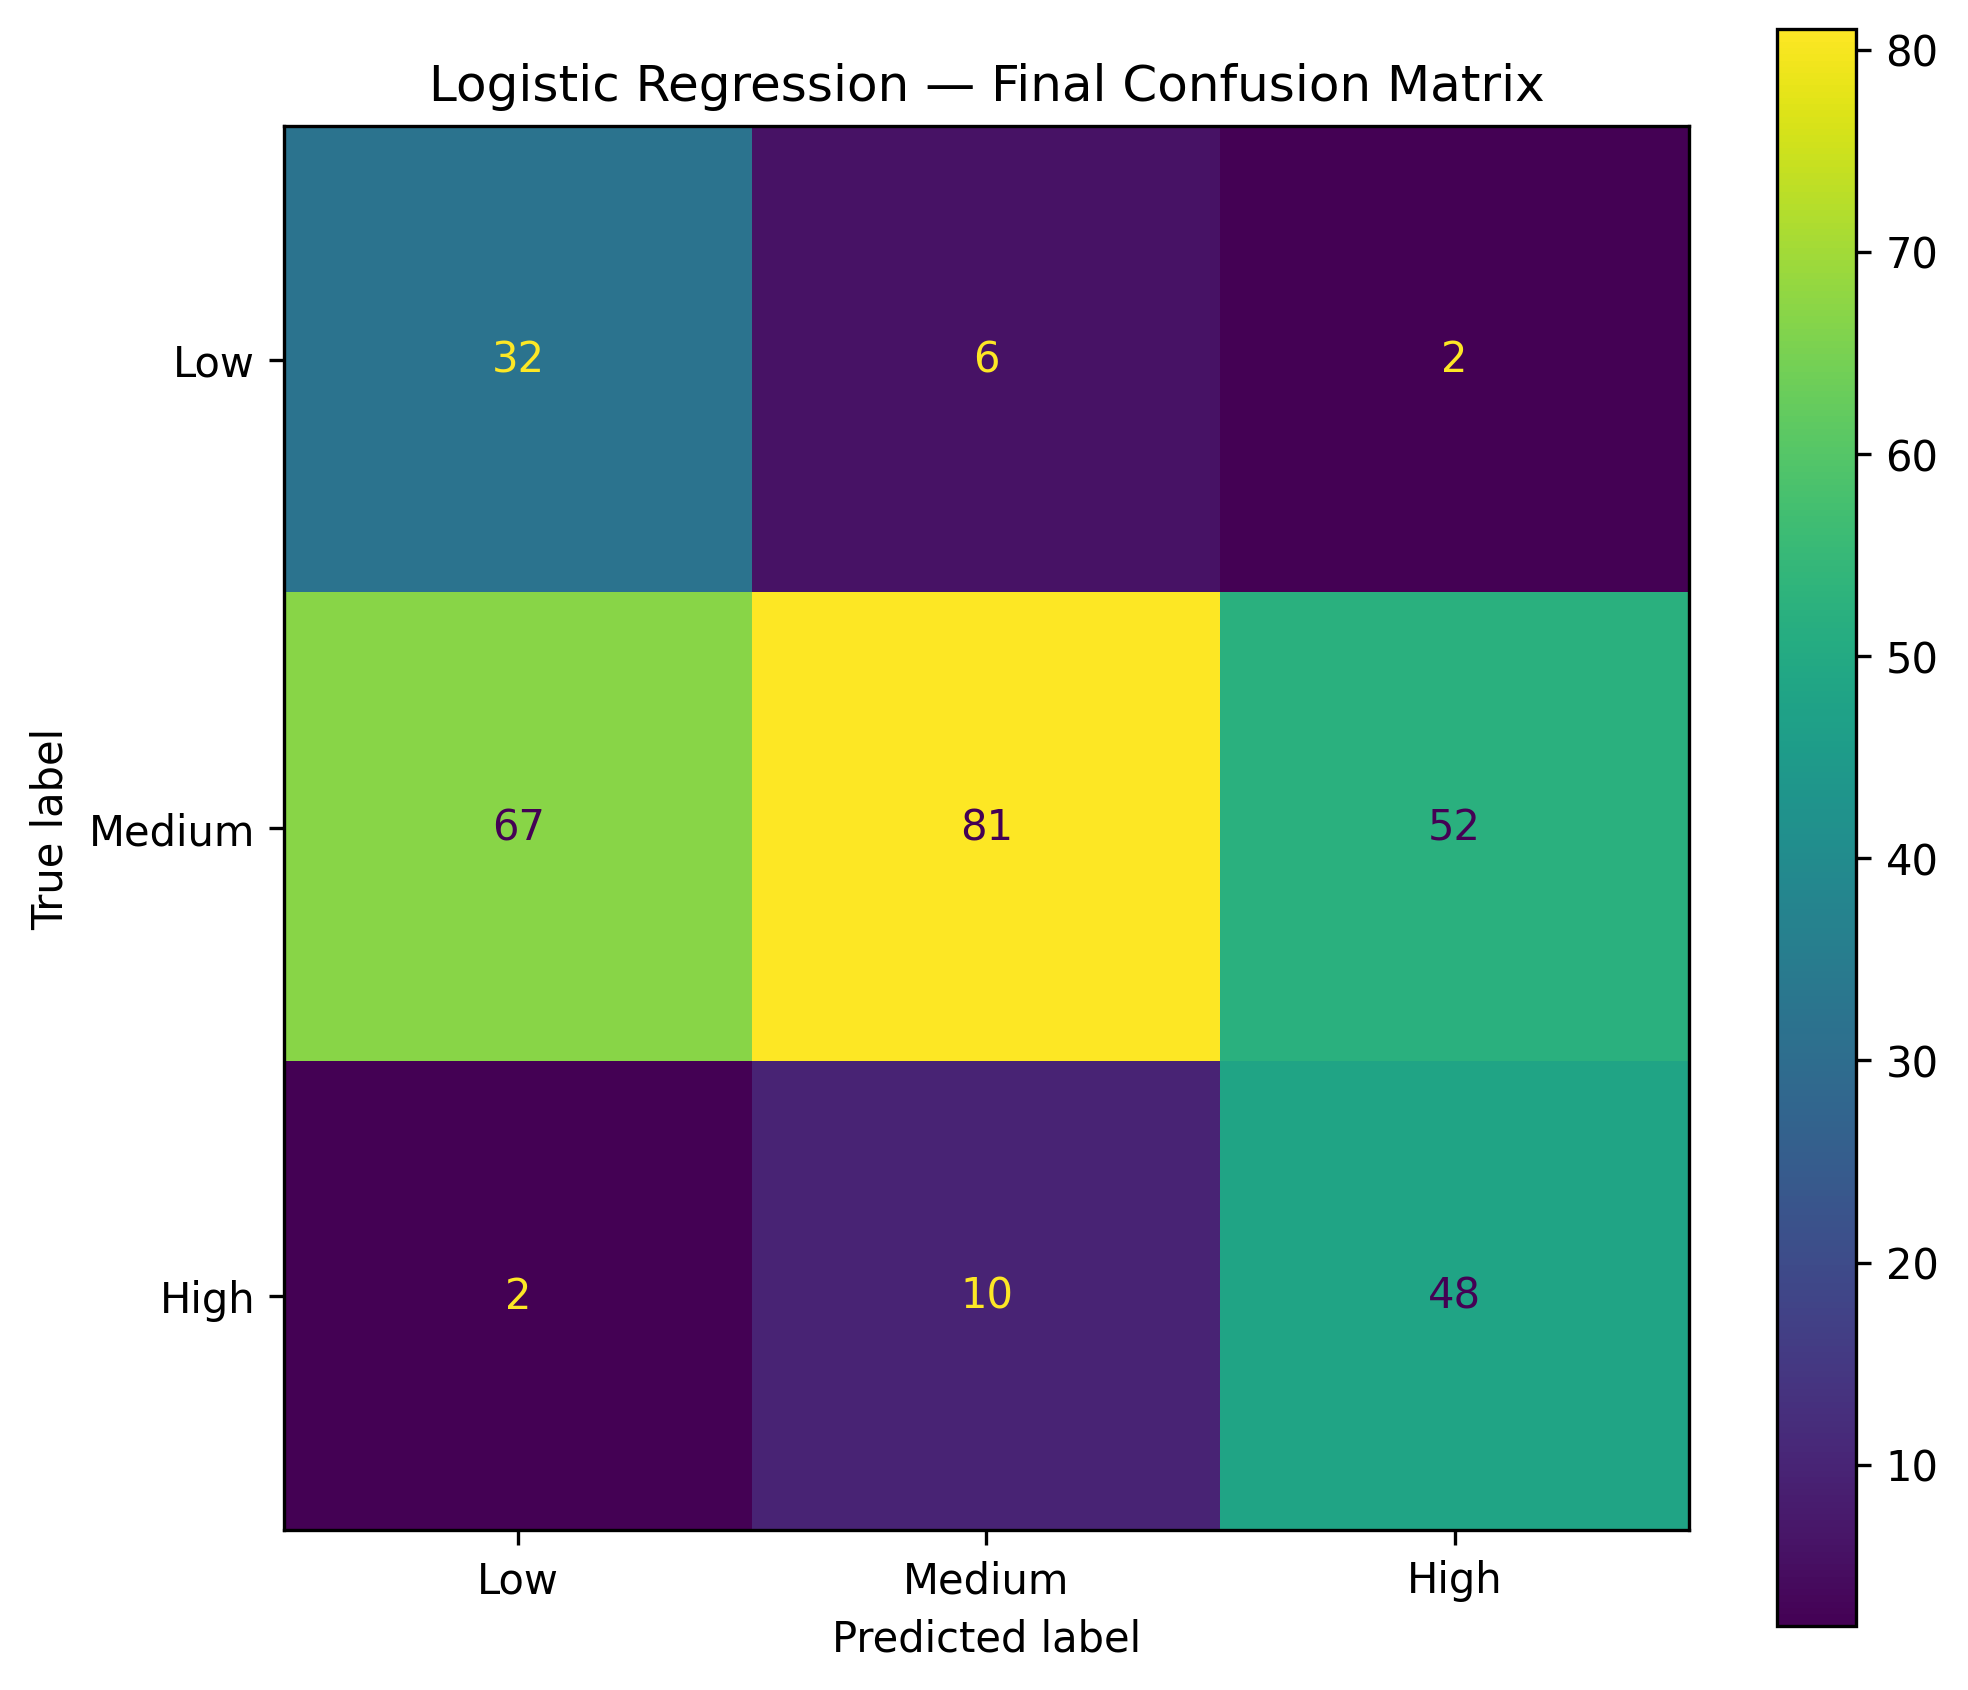 Logistic Regression — Final Confusion Matrix
80
70
60
50
40
30
20
10
True label
Low
Medium
High
32 6 2
67 81 52
2 10 48
Low Medium High
Predicted label